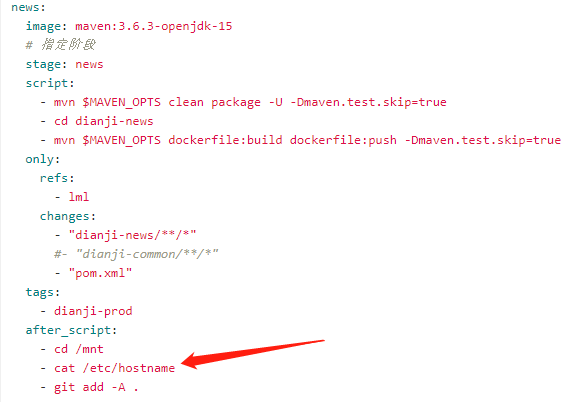 news:
  image: maven:3.6.3-openjdk-15
  # 指定阶段
  stage: news
  script:
    - mvn $MAVEN_OPTS clean package -U -Dmaven.test.skip=true
    - cd dianji-news
    - mvn $MAVEN_OPTS dockerfile:build dockerfile:push -Dmaven.test.skip=true
  only:
    refs:
      - lml
    changes:
      - "dianji-news/**/*"
      #- "dianji-common/**/*"
      - "pom.xml"
  tags:
    - dianji-prod
  after_script:
    - cd /mnt
    - cat /etc/hostname
    - git add -A .